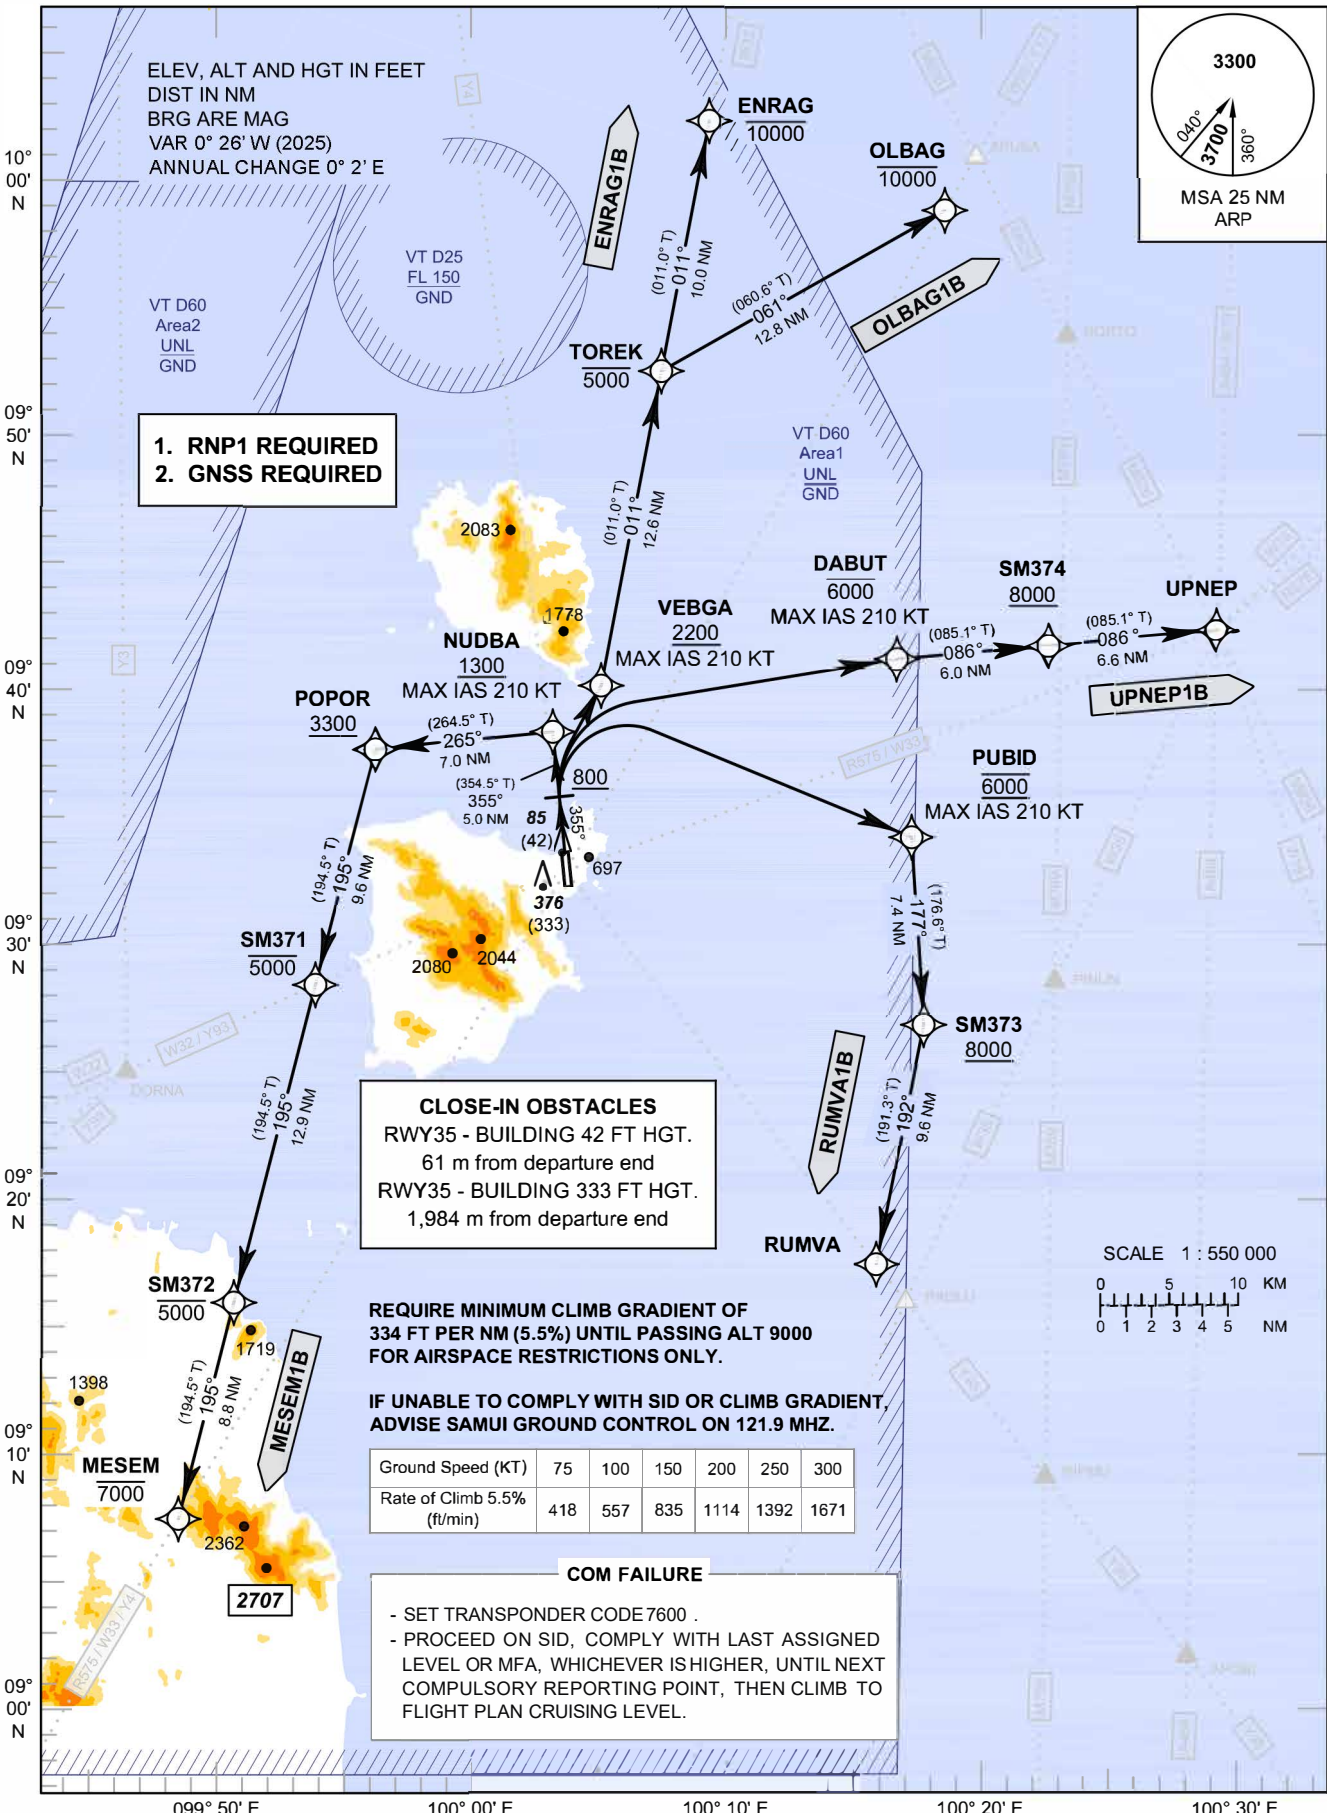 ELEV, ALT AND HGT IN FEET
DIST IN NM
BRG ARE MAG
VAR 0° 26' W (2025)
ANNUAL CHANGE 0° 2' E
3300
040°
3700
360°
MSA 25 NM
ARP
ENRAG
10000
OLBAG
10000
ENRAG1B
OLBAG1B
Y4
10°
00'
N
VT D25
FL 150
GND
VT D60
Area2
UNL
GND
(011.0° T)
011°
10.0 NM
(060.6° T)
061°
12.8 NM
TOREK
5000
09°
50'
N
1. RNP1 REQUIRED
2. GNSS REQUIRED
VT D60
Area1
UNL
GND
(011.0° T)
011°
12.6 NM
2083
1778
DABUT
6000
MAX IAS 210 KT
SM374
8000
UPNEP
(085.1° T)
086°
6.0 NM
(085.1° T)
086°
6.6 NM
UPNEP1B
VEBGA
2200
MAX IAS 210 KT
NUDBA
1300
MAX IAS 210 KT
Y3
09°
40'
N
POPOR
3300
(264.5° T)
265°
7.0 NM
(354.5° T)
355°
5.0 NM
800
355°
85
(42)
697
376
(333)
R575 / W33
PUBID
6000
MAX IAS 210 KT
(194.5° T)
195°
9.6 NM
2080
2044
(176.6° T)
177°
7.4 NM
09°
30'
N
SM371
5000
W32 / Y93
DORNA
SM373
8000
RUMVA1B
(194.5° T)
195°
12.9 NM
(191.3° T)
192°
9.6 NM
CLOSE-IN OBSTACLES
RWY35 - BUILDING 42 FT HGT.
61 m from departure end
RWY35 - BUILDING 333 FT HGT.
1,984 m from departure end
09°
20'
N
RUMVA
SCALE 1 : 550 000
0 5 10 KM
0 1 2 3 4 5 NM
SM372
5000
1719
1398
MESEM1B
(194.5° T)
195°
8.8 NM
REQUIRE MINIMUM CLIMB GRADIENT OF
334 FT PER NM (5.5%) UNTIL PASSING ALT 9000
FOR AIRSPACE RESTRICTIONS ONLY.
IF UNABLE TO COMPLY WITH SID OR CLIMB GRADIENT,
ADVISE SAMUI GROUND CONTROL ON 121.9 MHZ.
09°
10'
N
MESEM
7000
2362
2707
R575 / W33 / Y4
Ground Speed (KT) 75 100 150 200 250 300
Rate of Climb 5.5% (ft/min) 418 557 835 1114 1392 1671
COM FAILURE
- SET TRANSPONDER CODE 7600 .
- PROCEED ON SID, COMPLY WITH LAST ASSIGNED
LEVEL OR MFA, WHICHEVER IS HIGHER, UNTIL NEXT
COMPULSORY REPORTING POINT, THEN CLIMB TO
FLIGHT PLAN CRUISING LEVEL.
09°
00'
N
099° 50' E
100° 00' E
100° 10' E
100° 20' E
100° 30' E